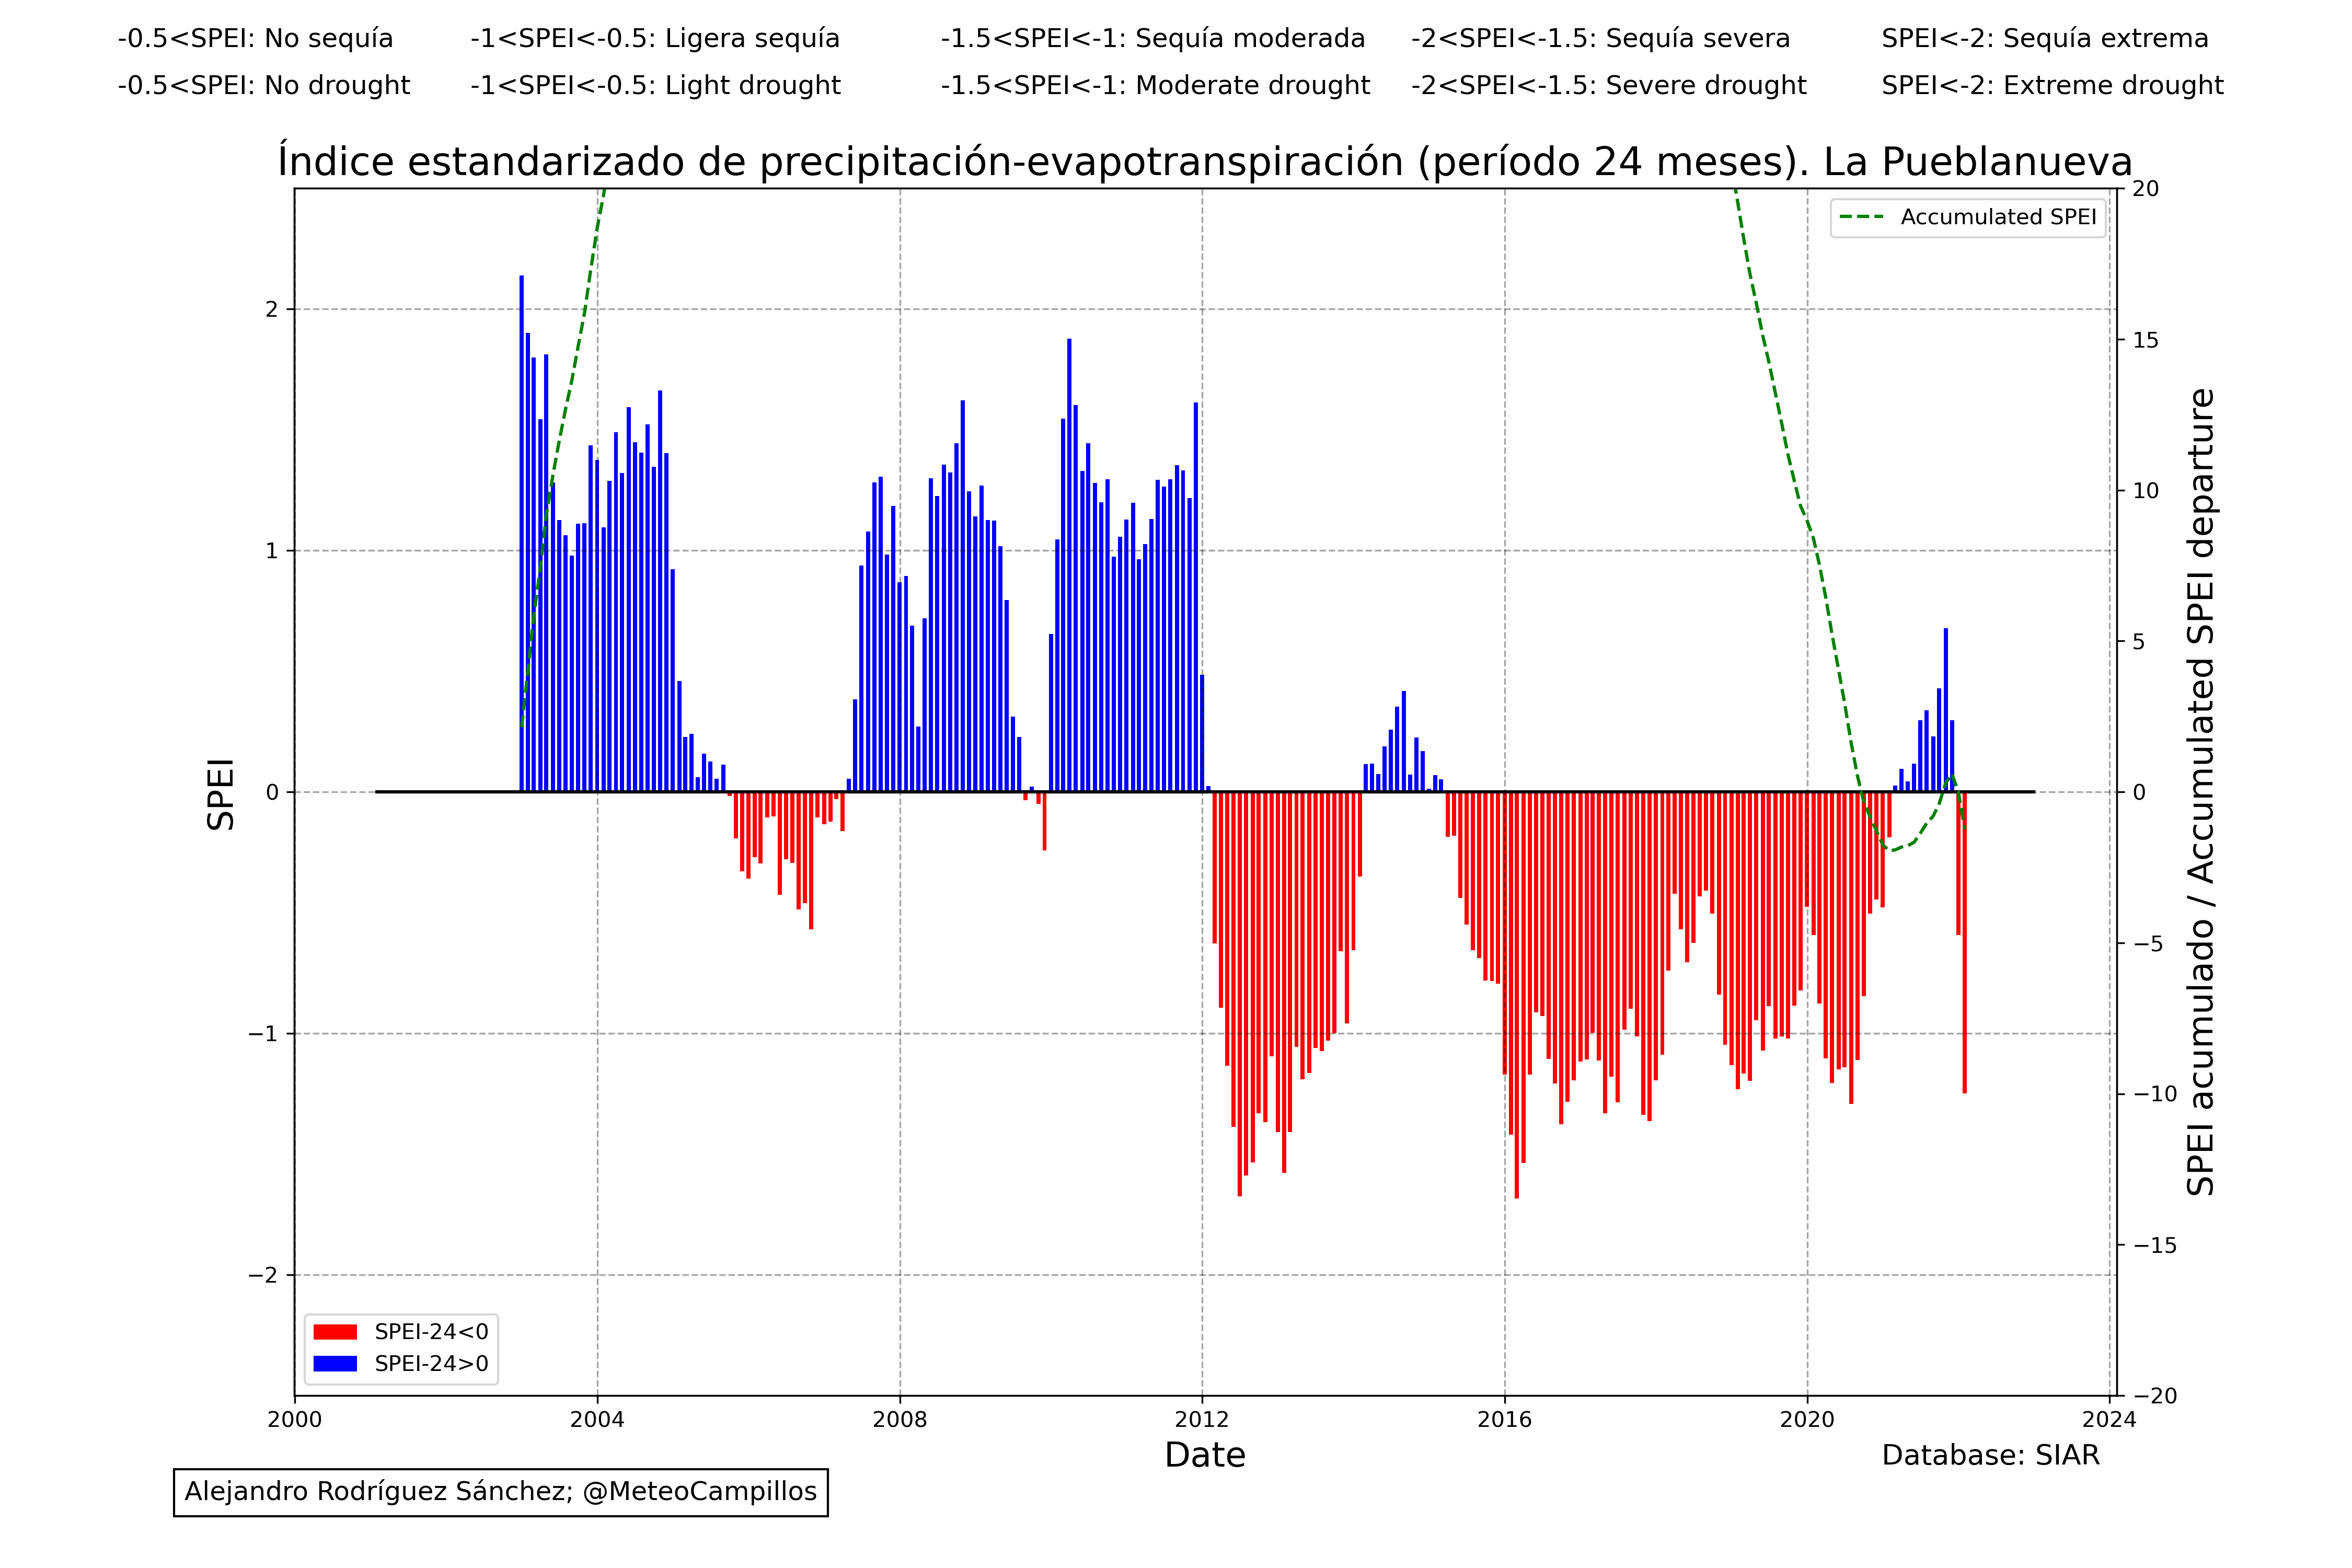 -0.5<SPEI: No sequía -1<SPEI<-0.5: Ligera sequía -1.5<SPEI<-1: Sequía moderada -2<SPEI<-1.5: Sequía severa SPEI<-2: Sequía extrema
-0.5<SPEI: No drought -1<SPEI<-0.5: Light drought -1.5<SPEI<-1: Moderate drought -2<SPEI<-1.5: Severe drought SPEI<-2: Extreme drought
Índice estandarizado de precipitación-evapotranspiración (período 24 meses). La Pueblanueva
Accumulated SPEI
2
1
0
−1
−2
SPEI
20
15
10
5
0
−5
−10
−15
−20
SPEI acumulado / Accumulated SPEI departure
SPEI-24<0
SPEI-24>0
2000 2004 2008 2012 2016 2020 2024
Date
Database: SIAR
Alejandro Rodríguez Sánchez; @MeteoCampillos